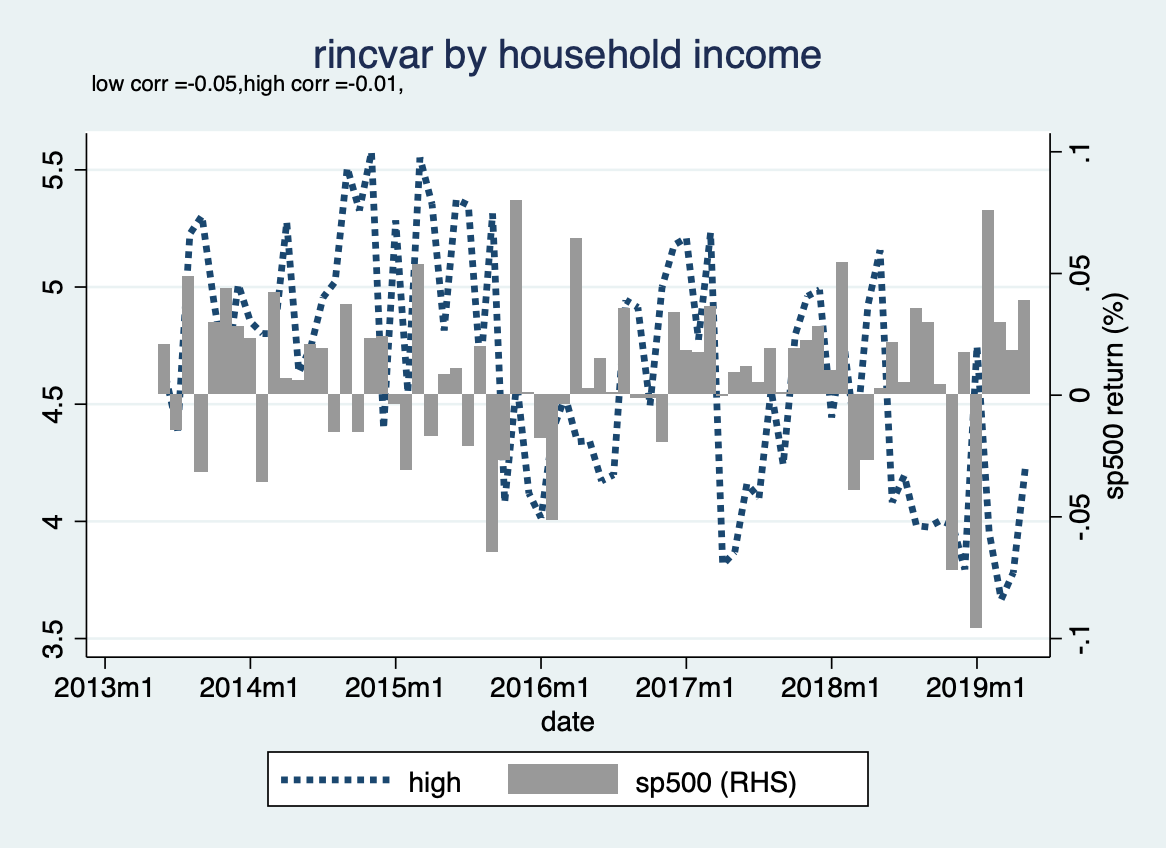 rincvar by household income
low corr =-0.05,high corr =-0.01,
5.5
5
4.5
4
3.5
.1
.05
0
-.05
-.1
sp500 return (%)
2013m1 2014m1 2015m1 2016m1 2017m1 2018m1 2019m1
date
high sp500 (RHS)